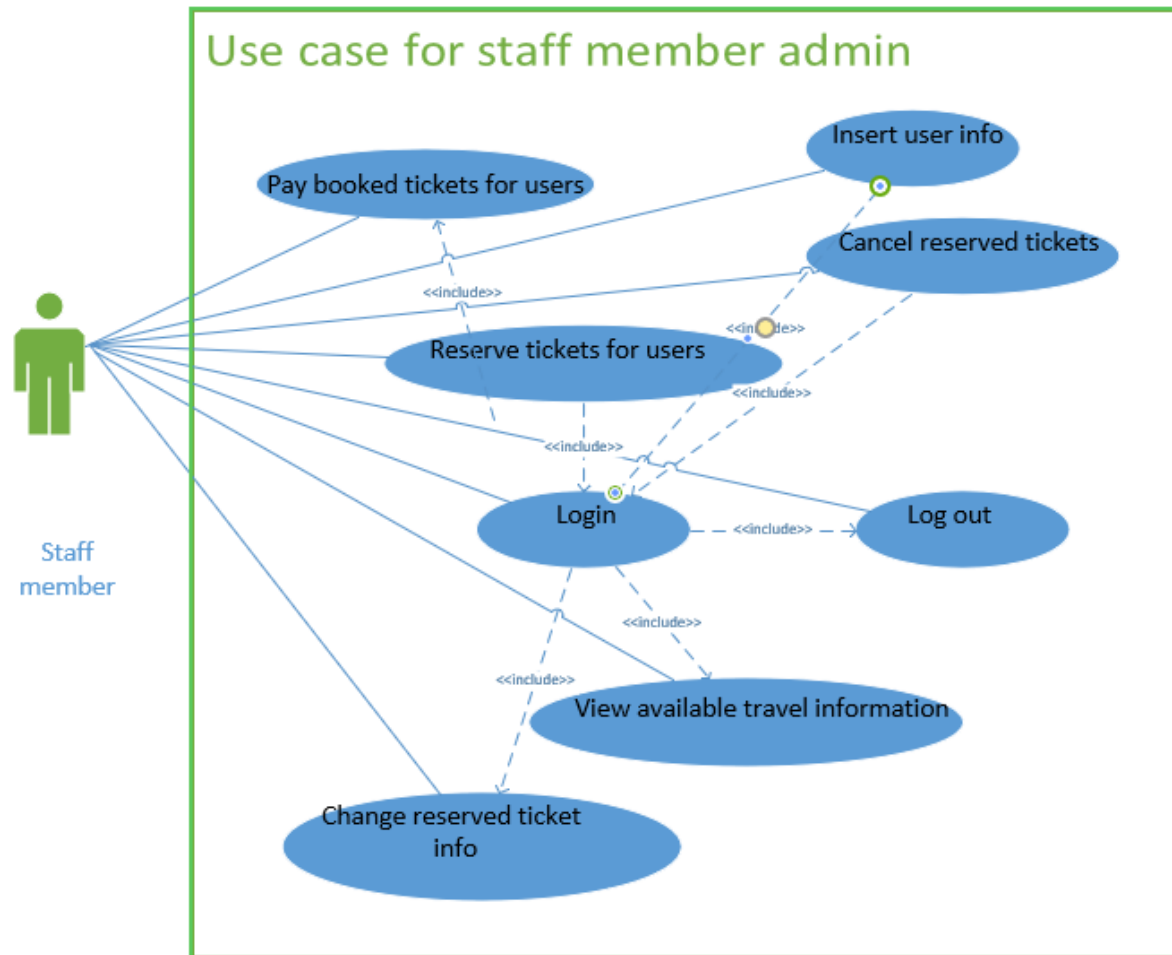 Use case for staff member admin
Insert user info
Pay booked tickets for users
Cancel reserved tickets
<<include>>
<<include>>
Reserve tickets for users
<<include>>
<<include>>
Login
<<include>>
Log out
Staff
member
<<include>>
<<include>>
View available travel information
Change reserved ticket
info